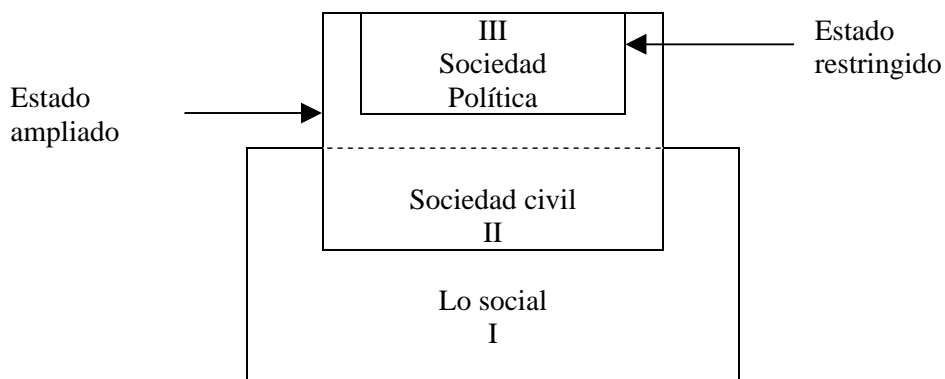 III
Sociedad
Política
Estado
restringido
Estado
ampliado
Sociedad civil
II
Lo social
I